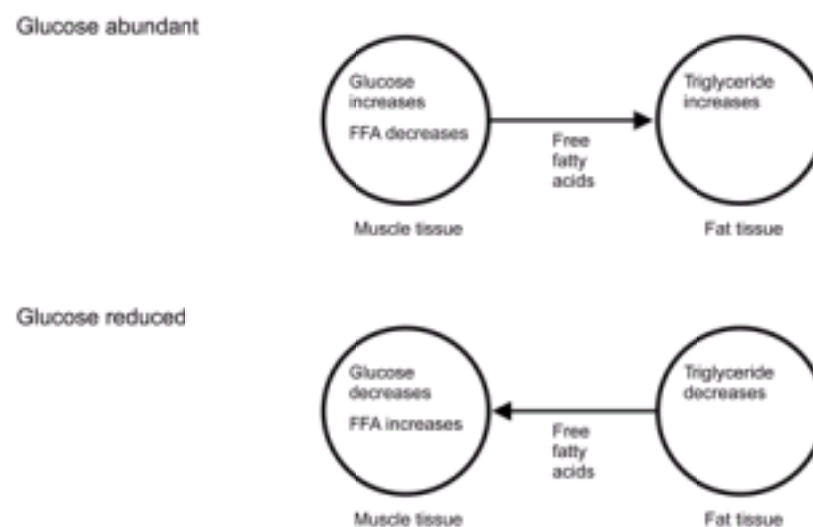 Glucose abundant
Glucose
increases
FFA decreases
Triglyceride
increases
Free
fatty
acids
Muscle tissue
Fat tissue
Glucose reduced
Glucose
decreases
FFA increases
Triglyceride
decreases
Free
fatty
acids
Muscle tissue
Fat tissue